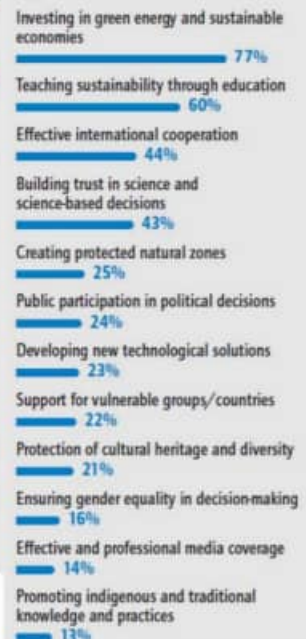 Investing in green energy and sustainable
economies
77%
Teaching sustainability through education
60%
Effective international cooperation
44%
Building trust in science and
science-based decisions
43%
Creating protected natural zones
25%
Public participation in political decisions
24%
Developing new technological solutions
23%
Support for vulnerable groups/countries
22%
Protection of cultural heritage and diversity
21%
Ensuring gender equality in decision-making
16%
Effective and professional media coverage
14%
Promoting indigenous and traditional
knowledge and practices
13%